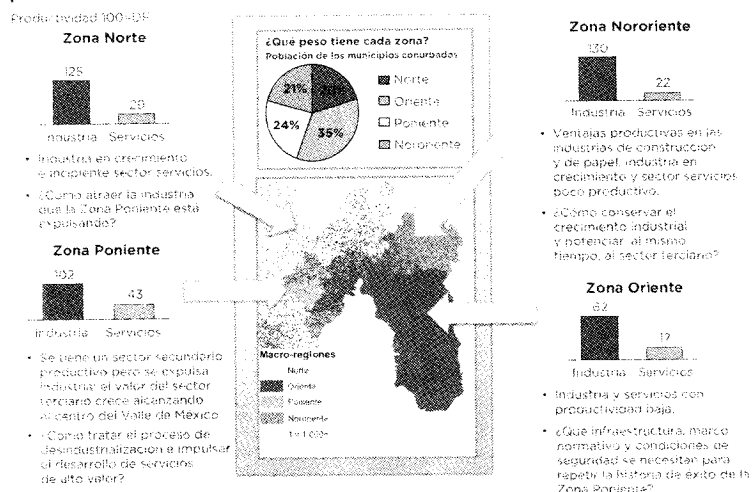 Productividad 100=DF
Zona Norte
125
20
Industria Servicios
• Industria en crecimiento
e incipiente sector servicios.
• ¿Cómo atraer la industria
que la Zona Poniente está
expulsando?
Zona Poniente
102
43
Industria Servicios
• Se tiene un sector secundario
productivo pero se expulsa
industria; el valor del sector
terciario crece alcanzando
al centro del Valle de México
• ¿Cómo tratar el proceso de
desindustrialización e impulsar
el desarrollo de servicios
de alto valor?
¿Qué peso tiene cada zona?
Población de los municipios conurbados
21%
24%
35%
Norte
Oriente
Poniente
Nororiente
Macro-regiones
Norte
Oriente
Poniente
Nororiente
Zona Nororiente
130
22
Industria Servicios
• Ventajas productivas en las
industrias de construcción
y de papel, industria en
crecimiento y sector servicios
poco productivo.
• ¿Cómo conservar el
crecimiento industrial
y potenciar, al mismo
tiempo, al sector terciario?
Zona Oriente
62
17
Industria Servicios
• Industria y servicios con
productividad baja.
• ¿Qué infraestructura, marco
normativo y condiciones de
seguridad se necesitan para
repetir la historia de éxito de la
Zona Poniente?